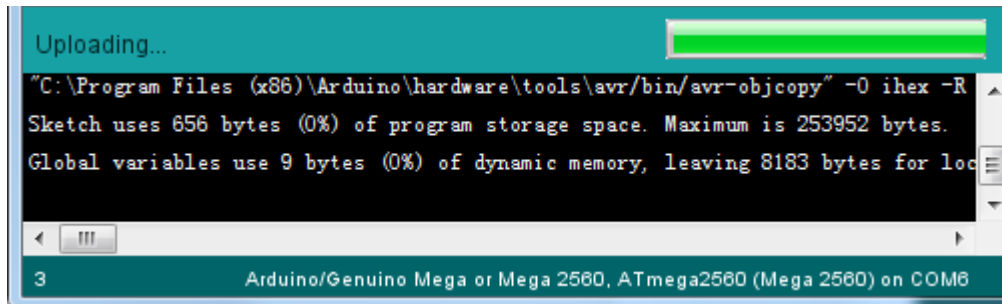 Uploading...
"C:\Program Files (x86)\Arduino\hardware\tools\avr/bin/avr-objcopy" -O ihex -R
Sketch uses 656 bytes (0%) of program storage space. Maximum is 253952 bytes.
Global variables use 9 bytes (0%) of dynamic memory, leaving 8183 bytes for loc
3 Arduino/Genuino Mega or Mega 2560, ATmega2560 (Mega 2560) on COM6